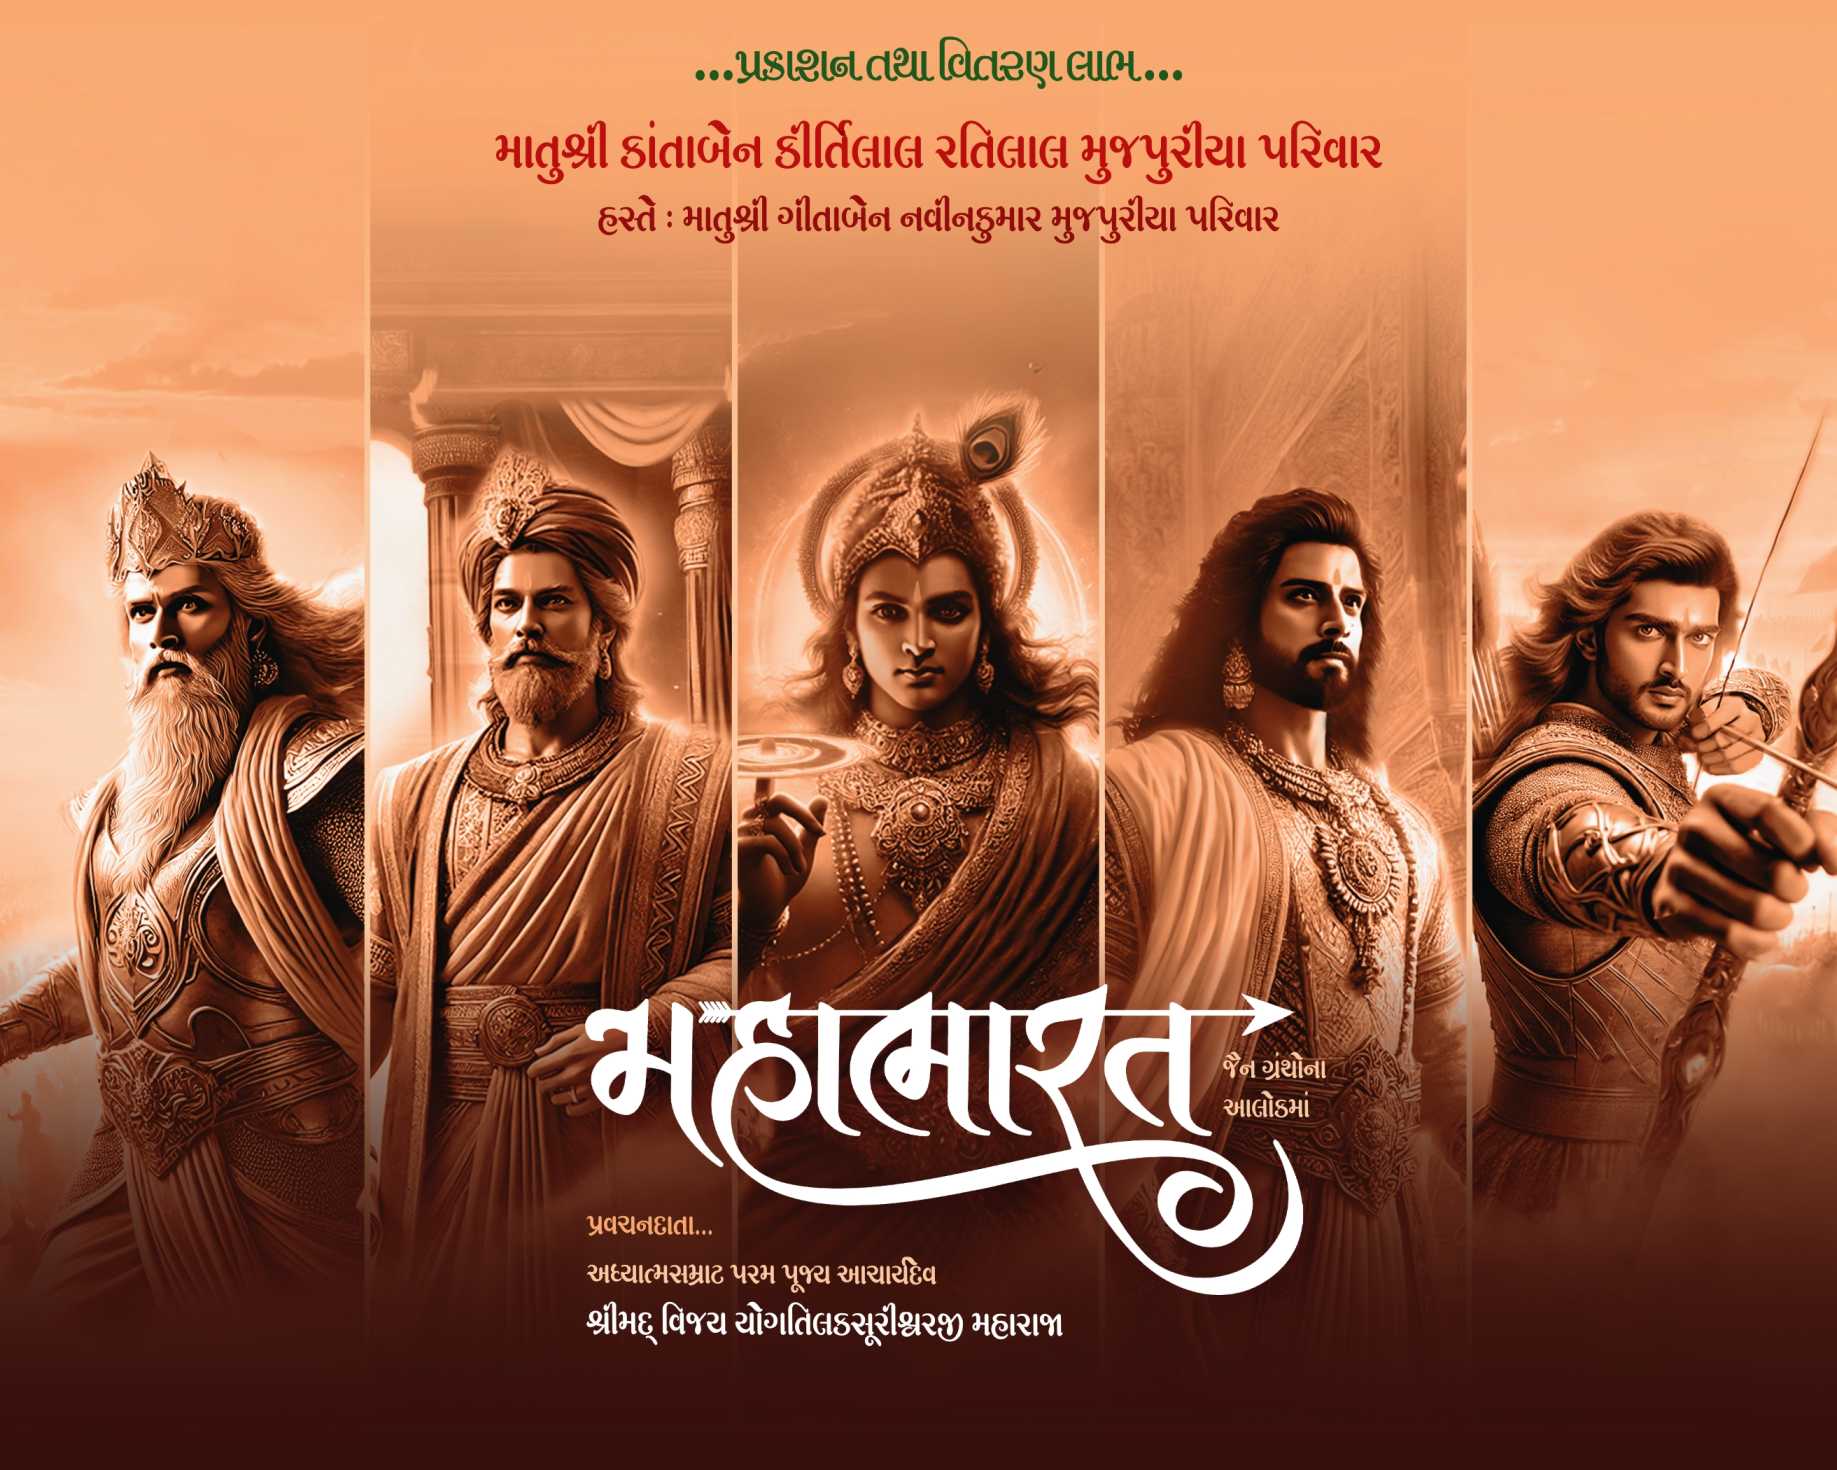 ...પ્રકાશન તથા વિતરણ લાભ...
માતુશ્રી કાંતાબેન કીર્તિલાલ રતિલાલ મુજપુરીયા પરિવાર
હસ્તે : માતુશ્રી ગીતાબેન નવીનકુમાર મુજપુરીયા પરિવાર
મહાભારત
જૈન ગ્રંથોના
આલોકમાં
પ્રવચનદાતા...
અધ્યાત્મસમ્રાટ પરમ પૂજ્ય આચાર્યદેવ
શ્રીમદ્ વિજય યોગતિલકસૂરીશ્વરજી મહારાજા